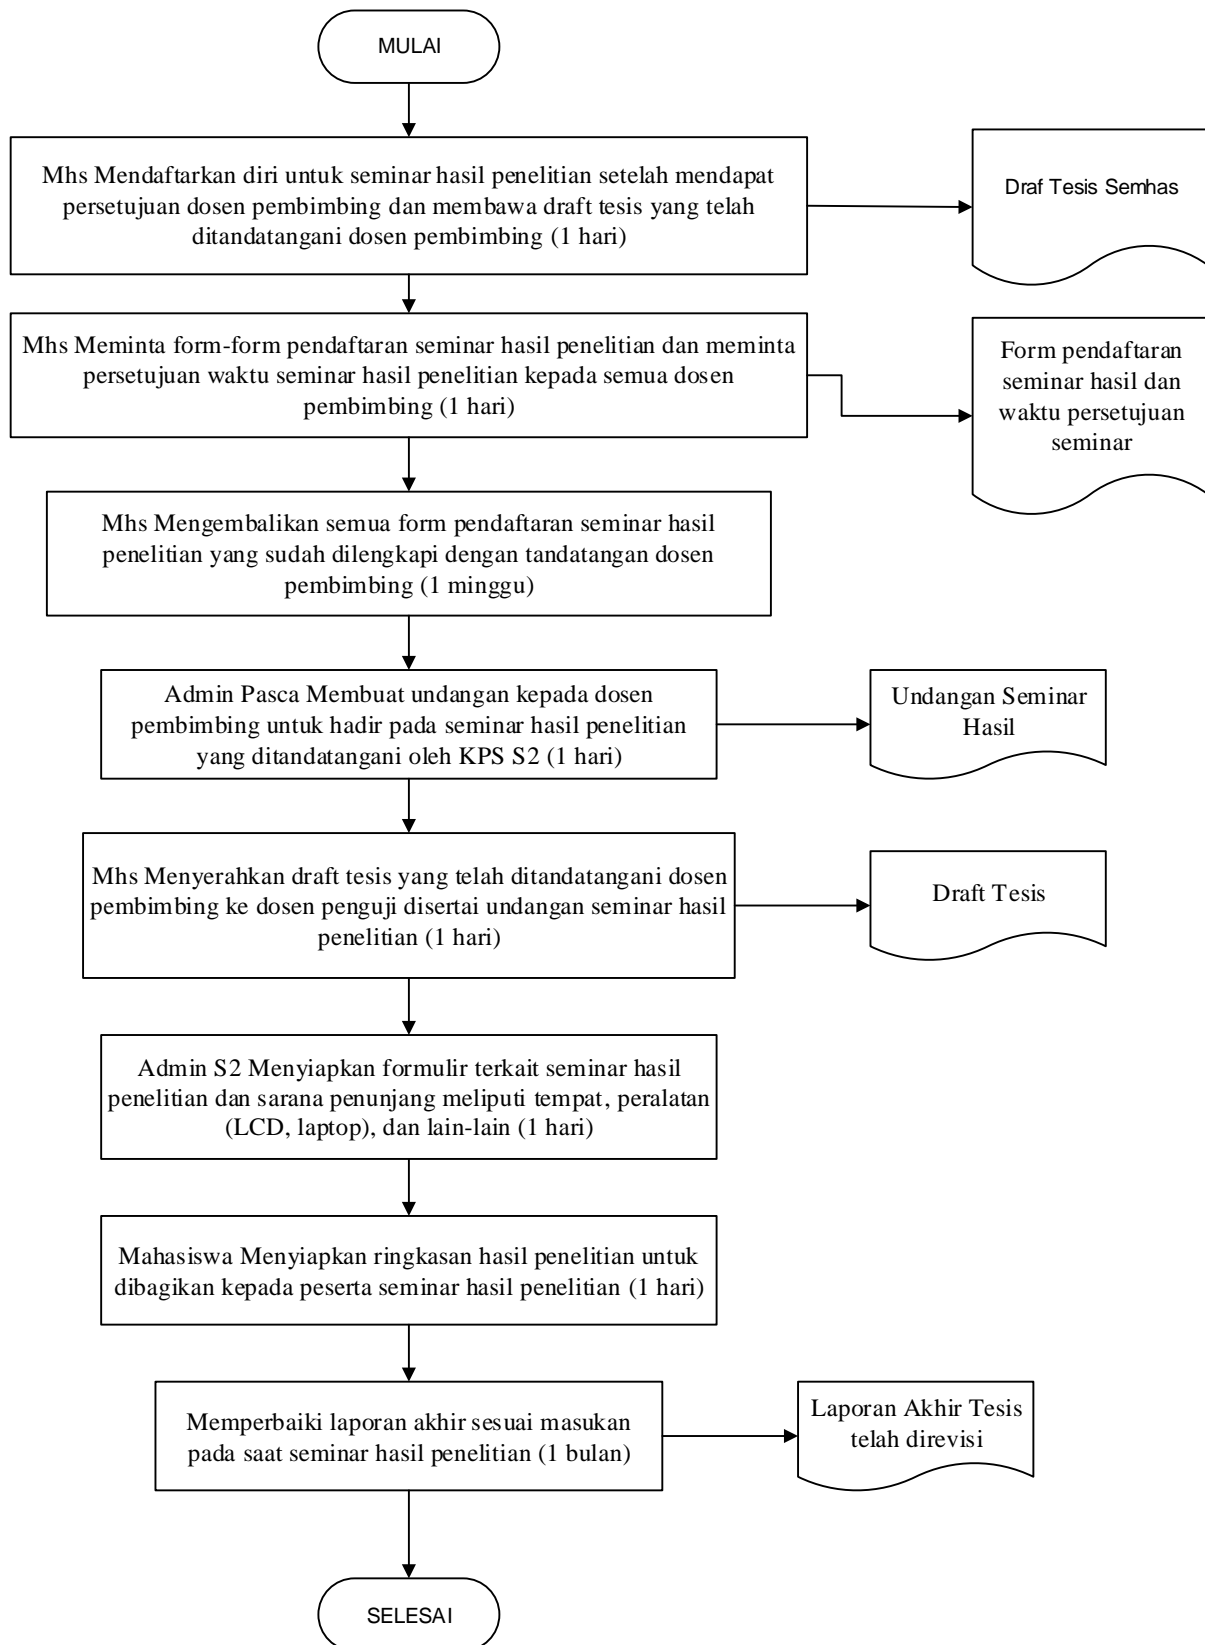 MULAI
Mhs Mendaftarkan diri untuk seminar hasil penelitian setelah mendapat
persetujuan dosen pembimbing dan membawa draft tesis yang telah
ditandatangani dosen pembimbing (1 hari)
Draf Tesis Semhas
Mhs Meminta form-form pendaftaran seminar hasil penelitian dan meminta
persetujuan waktu seminar hasil penelitian kepada semua dosen
pembimbing (1 hari)
Form pendaftaran
seminar hasil dan
waktu persetujuan
seminar
Mhs Mengembalikan semua form pendaftaran seminar hasil
penelitian yang sudah dilengkapi dengan tandatangan dosen
pembimbing (1 minggu)
Admin Pasca Membuat undangan kepada dosen
pembimbing untuk hadir pada seminar hasil penelitian
yang ditandatangani oleh KPS S2 (1 hari)
Undangan Seminar
Hasil
Mhs Menyerahkan draft tesis yang telah ditandatangani dosen
pembimbing ke dosen penguji disertai undangan seminar hasil
penelitian (1 hari)
Draft Tesis
Admin S2 Menyiapkan formulir terkait seminar hasil
penelitian dan sarana penunjang meliputi tempat, peralatan
(LCD, laptop), dan lain-lain (1 hari)
Mahasiswa Menyiapkan ringkasan hasil penelitian untuk
dibagikan kepada peserta seminar hasil penelitian (1 hari)
Memperbaiki laporan akhir sesuai masukan
pada saat seminar hasil penelitian (1 bulan)
Laporan Akhir Tesis
telah direvisi
SELESAI